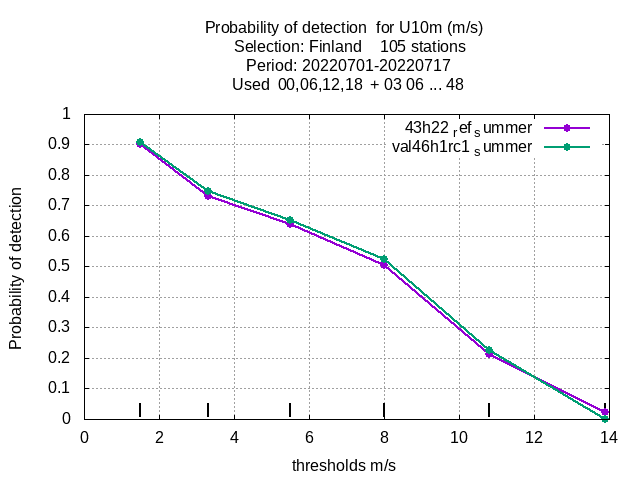 Probability of detection  for U10m (m/s)
Selection: Finland    105 stations
Period: 20220701-20220717
Used  00,06,12,18  + 03 06 ... 48
1
0.9
0.8
0.7
0.6
0.5
0.4
0.3
0.2
0.1
0
Probability of detection
43h22 ref summer
val46h1rc1 summer
0 2 4 6 8 10 12 14
thresholds m/s